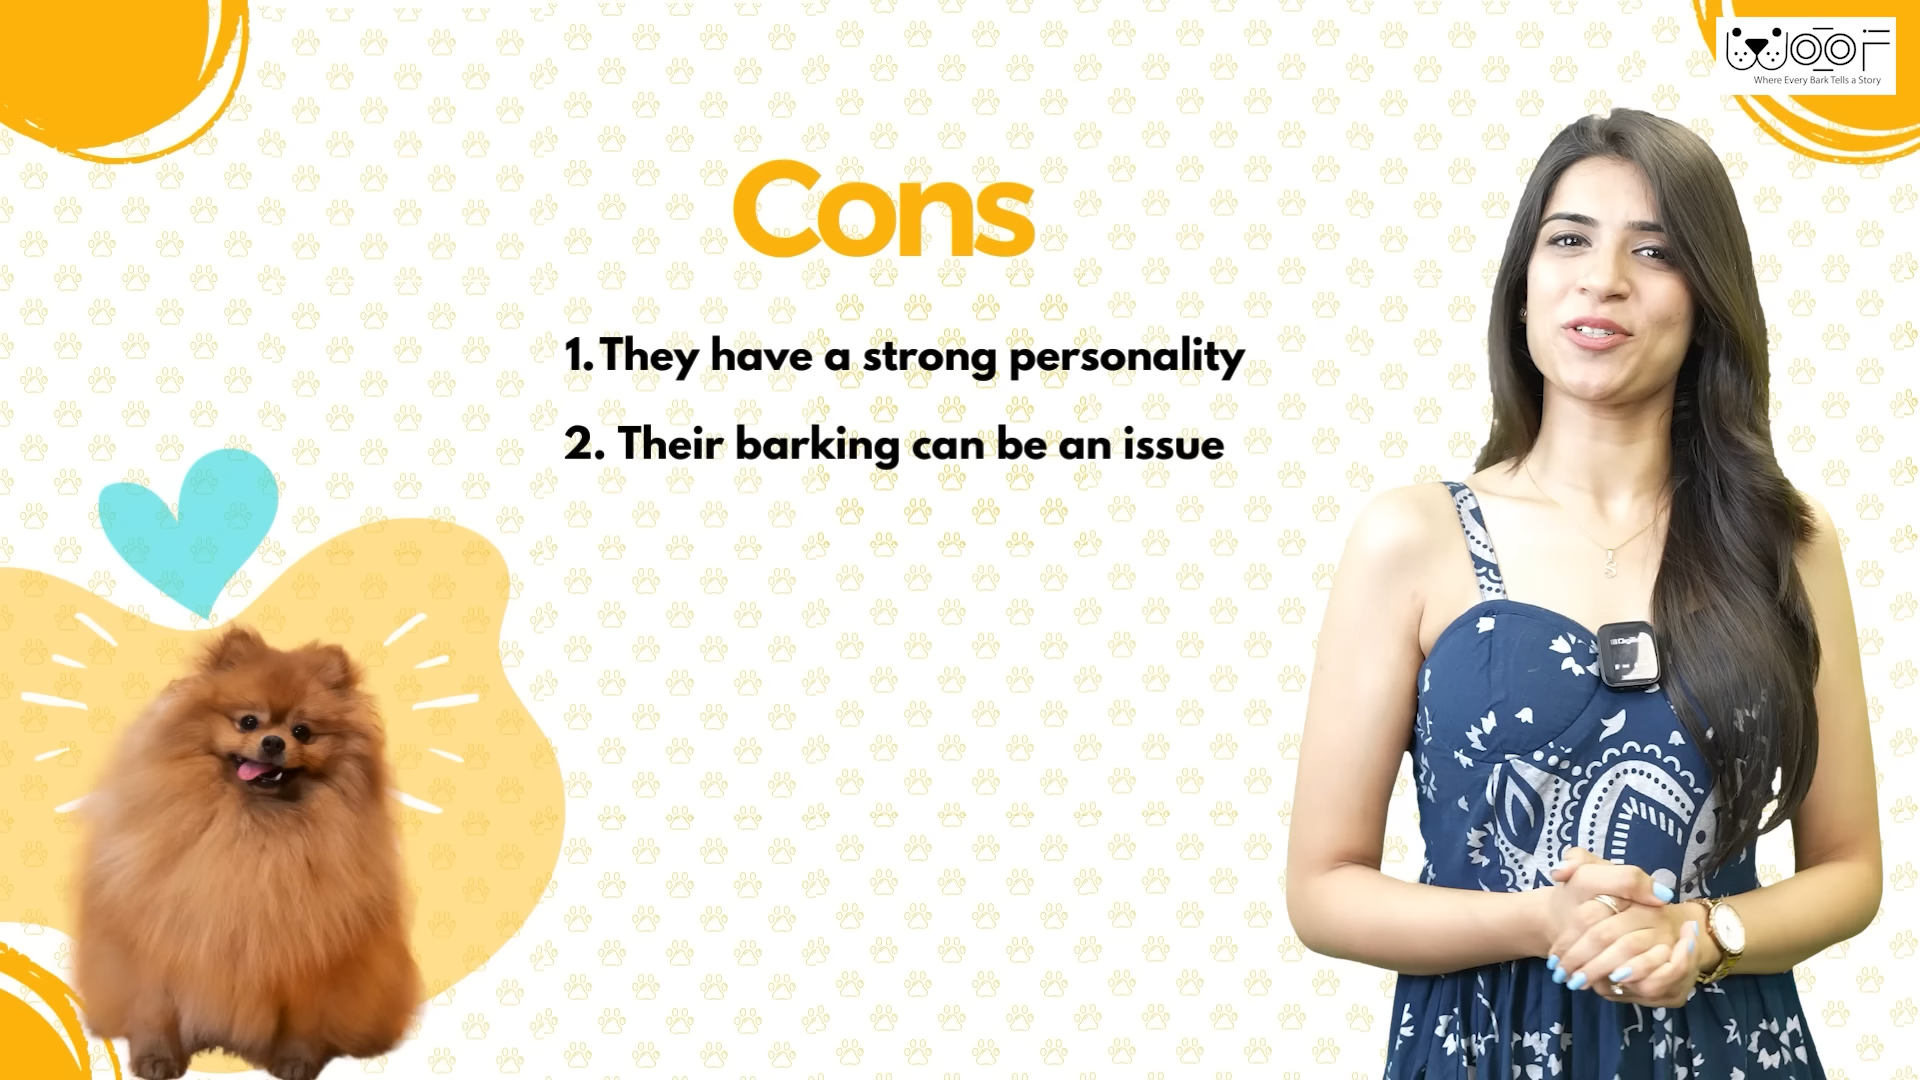 WOOF
Where Every Bark Tells a Story
Cons
1. They have a strong personality
2. Their barking can be an issue
S